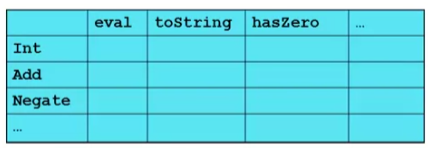 eval toString hasZero …
Int
Add
Negate
…